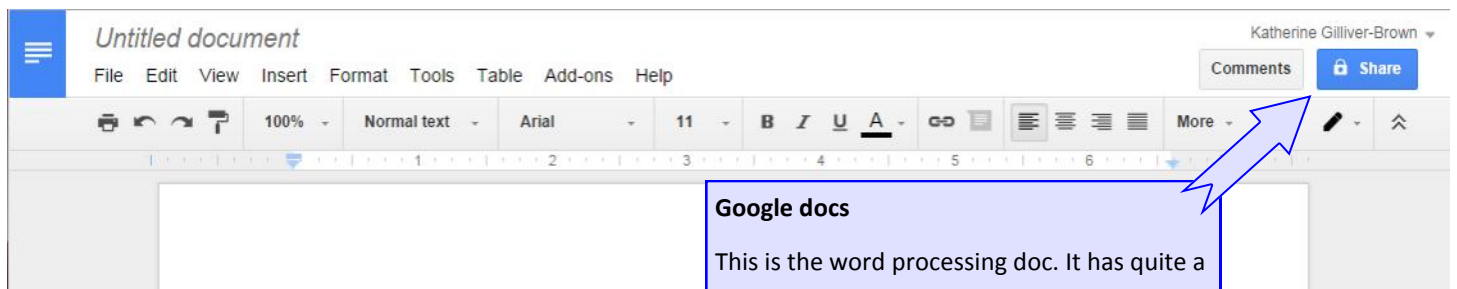 Untitled document
Katherine Gilliver-Brown
File Edit View Insert Format Tools Table Add-ons Help
Comments
Share
100% Normal text Arial 11 B I U A More
1 2 3 4 5 6
Google docs
This is the word processing doc. It has quite a